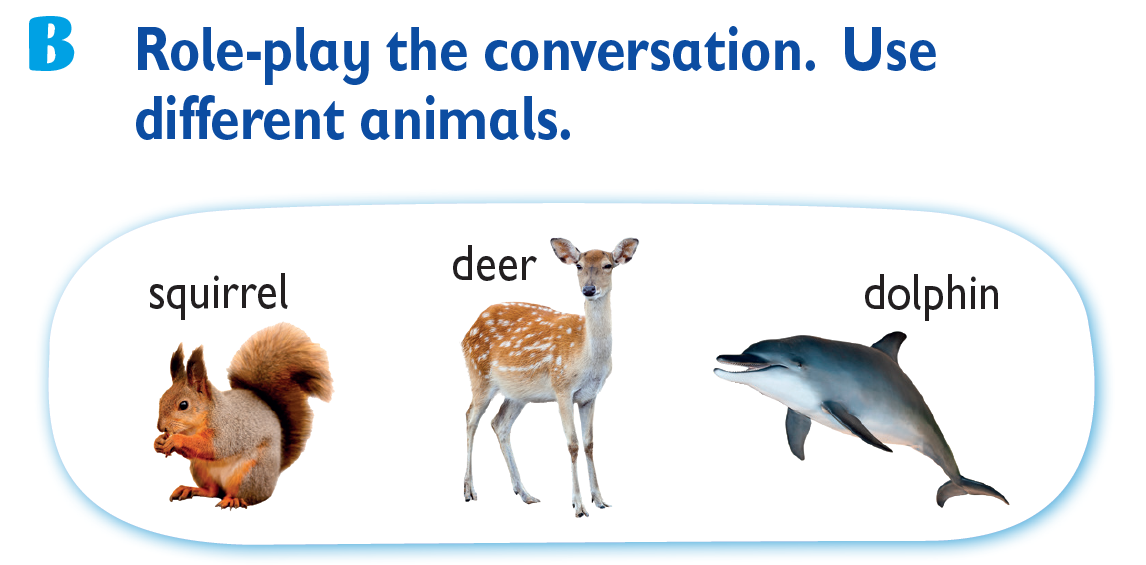 B Role-play the conversation. Use
different animals.
squirrel
deer
dolphin